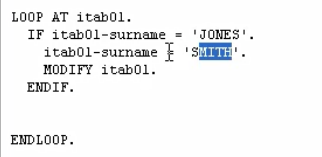 LOOP AT itab01.
IF itab01-surname = 'JONES'.
itab01-surname = 'SMITH'.
MODIFY itab01.
ENDIF.
ENDLOOP.